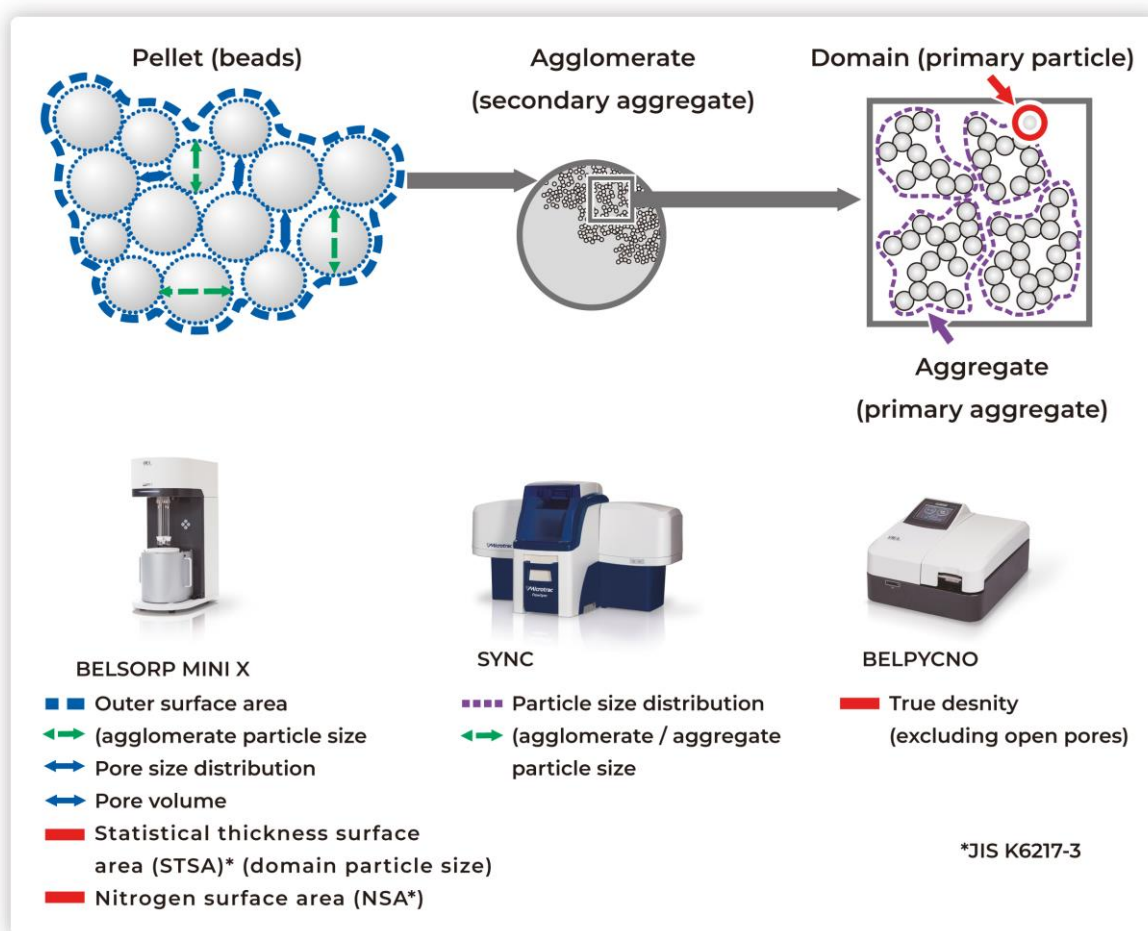 Pellet (beads)
Agglomerate
(secondary aggregate)
Domain (primary particle)
Aggregate
(primary aggregate)
Microtrac
Microtrac
BELSORP MINI X
Outer surface area
(agglomerate particle size
Pore size distribution
Pore volume
Statistical thickness surface
area (STSA)* (domain particle size)
Nitrogen surface area (NSA*)
SYNC
Particle size distribution
(agglomerate / aggregate
particle size
BELPYCNO
True desnity
(excluding open pores)
*JIS K6217-3